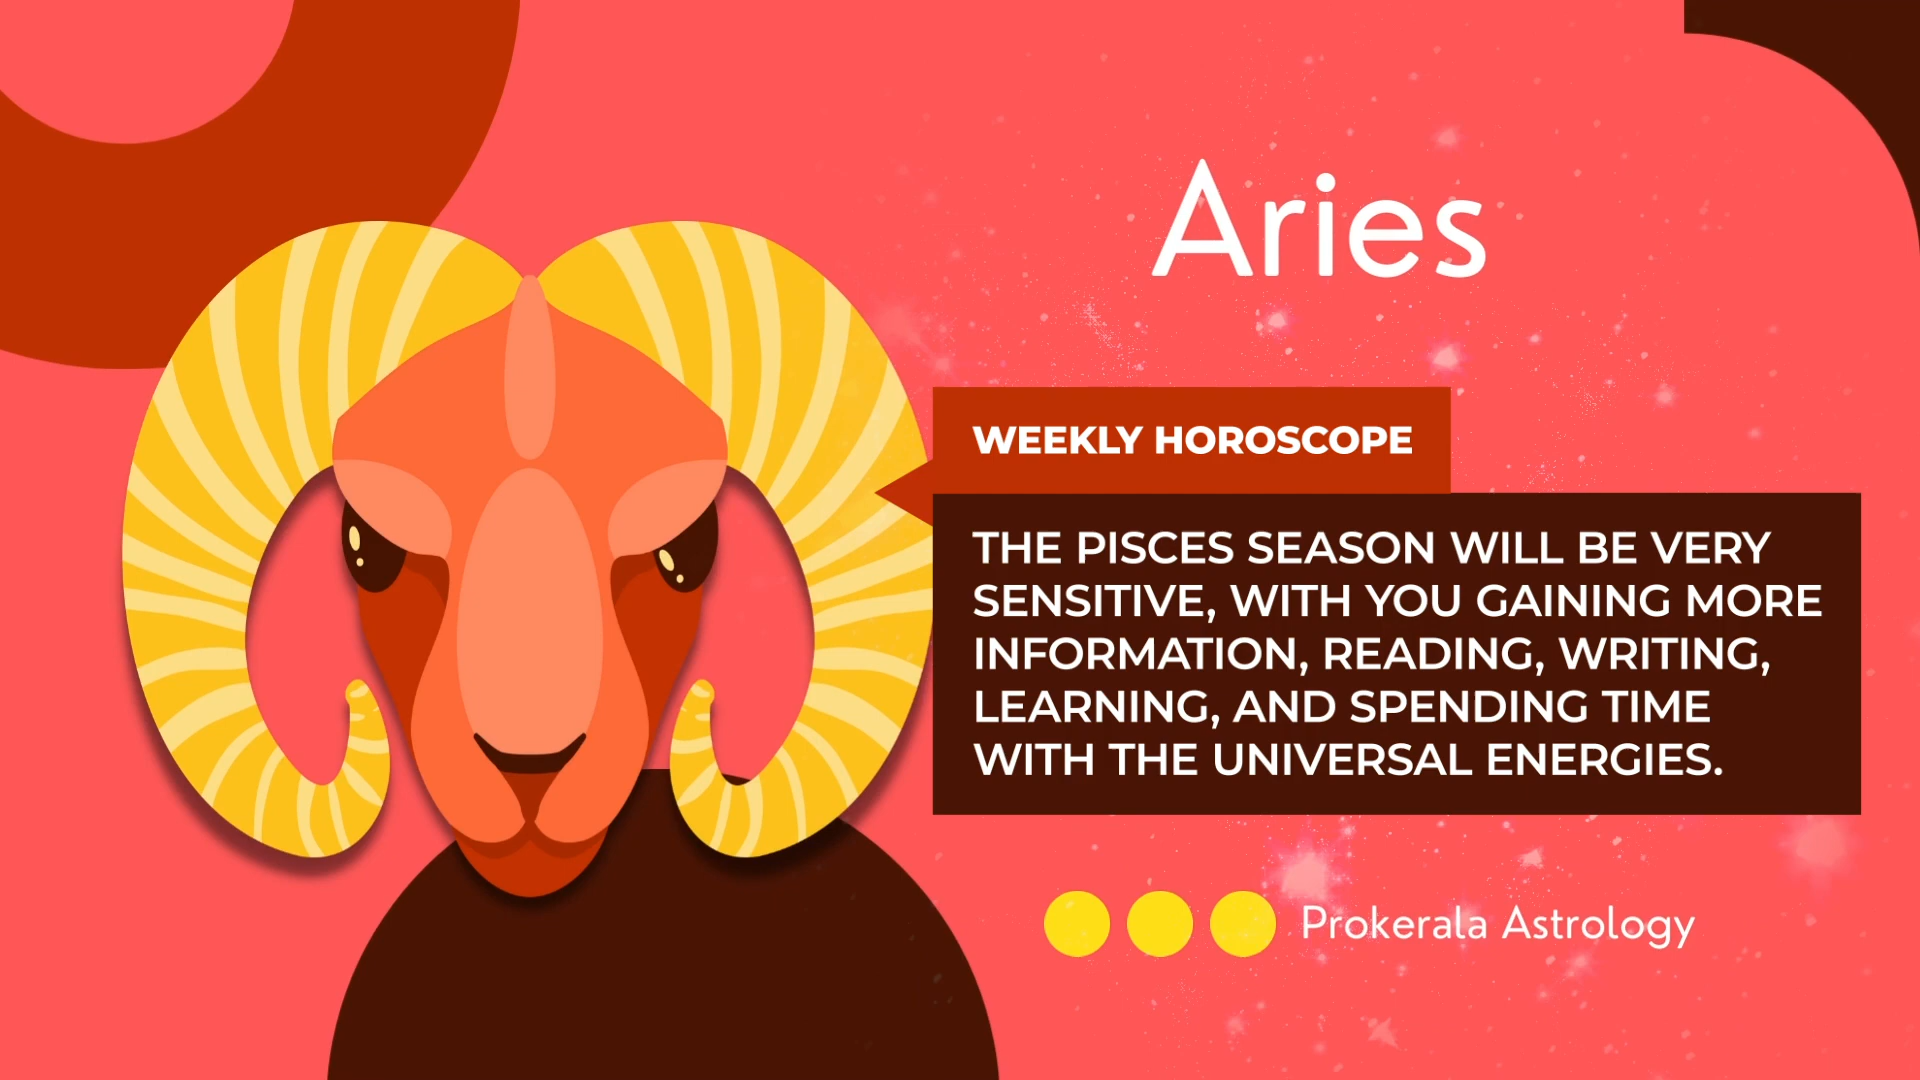 Aries
WEEKLY HOROSCOPE
THE PISCES SEASON WILL BE VERY
SENSITIVE, WITH YOU GAINING MORE
INFORMATION, READING, WRITING,
LEARNING, AND SPENDING TIME
WITH THE UNIVERSAL ENERGIES.
Prokerala Astrology